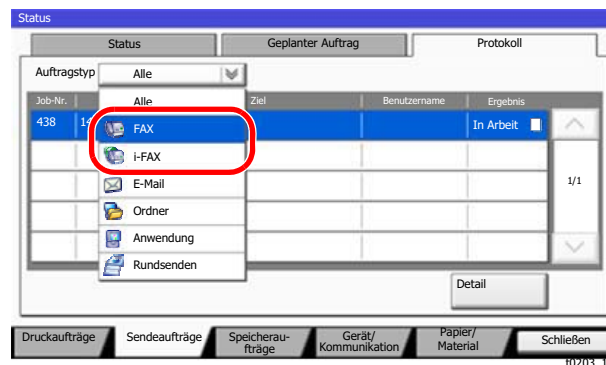 Status
Status Geplanter Auftrag Protokoll
Auftragstyp Alle
Job-Nr. Alle Ziel Benutzername Ergebnis
438 14 FAX In Arbeit
i-FAX
E-Mail 1/1
Ordner
Anwendung
Rundsenden
Detail
Druckaufträge Sendeaufträge Speicherau-
fträge Gerät/
Kommunikation Papier/
Material Schließen